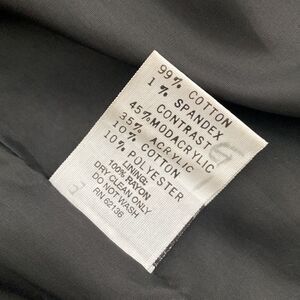 99% COTTON
1% SPANDEX
CONTRAST
45% MODACRYLIC
35% ACRYLIC
10% COTTON
10% POLYESTER
LINING:
100% RAYON
DRY CLEAN ONLY
DO NOT WASH
RN 62136